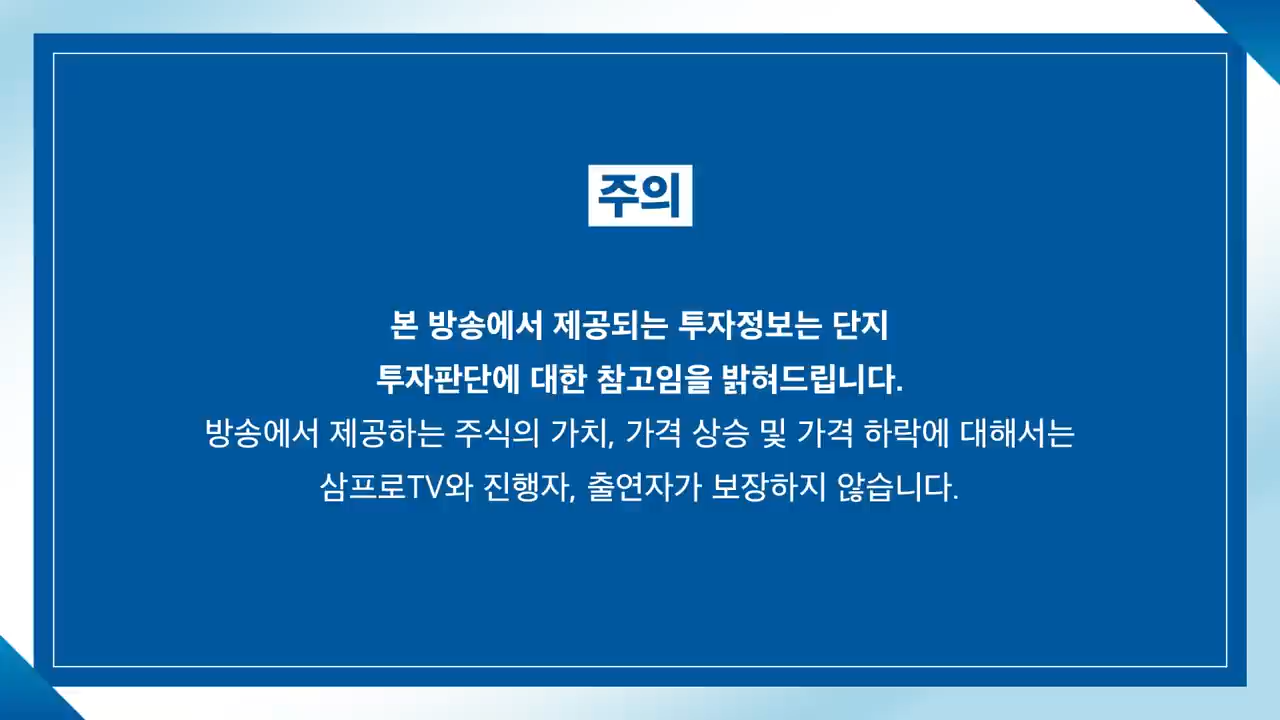 주의
본 방송에서 제공되는 투자정보는 단지
투자판단에 대한 참고임을 밝혀드립니다.
방송에서 제공하는 주식의 가치, 가격 상승 및 가격 하락에 대해서는
삼프로TV와 진행자, 출연자가 보장하지 않습니다.